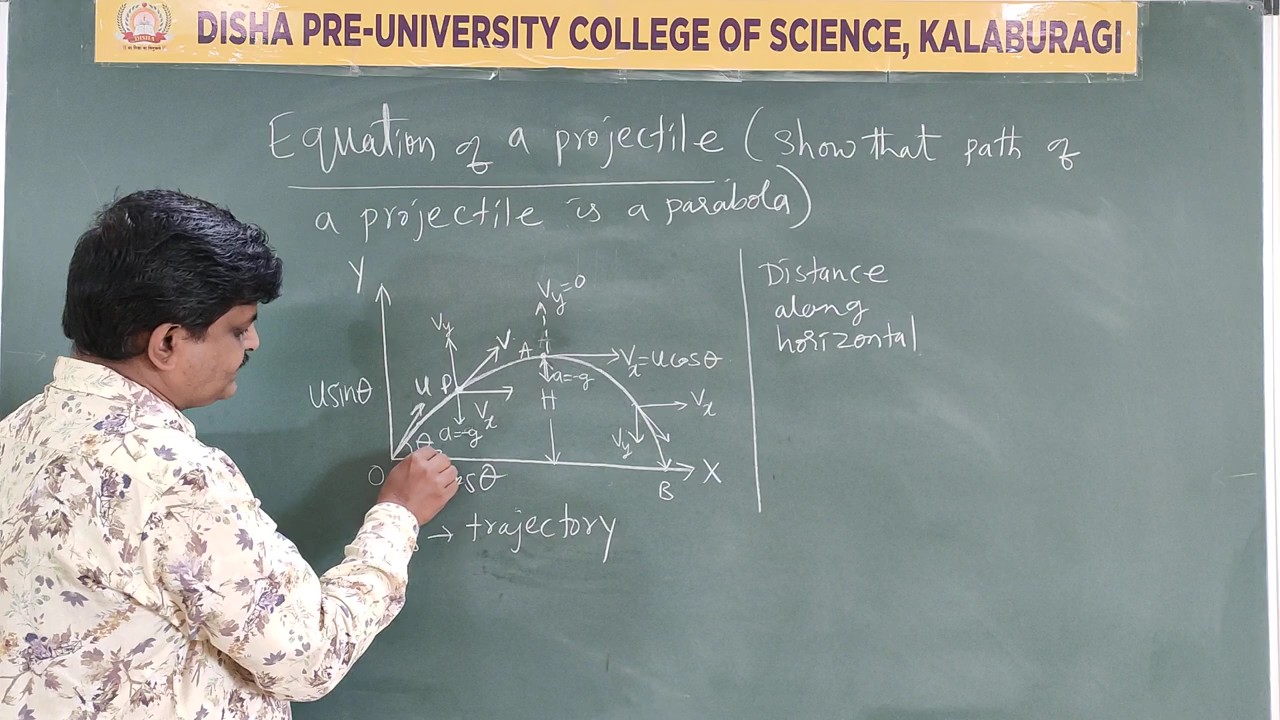 DISHA PRE-UNIVERSITY COLLEGE OF SCIENCE, KALABURAGI
DISHA
Equation of a projectile (show that path of
a projectile is a parabola)
Y
Vy=0
Vy
V
A
Vx=ucosθ
a=-g
usinθ
u
P
H
Vx
Vx
θ
a=-g
Vy
O
X
B
→ trajectory
Distance
along
horizontal